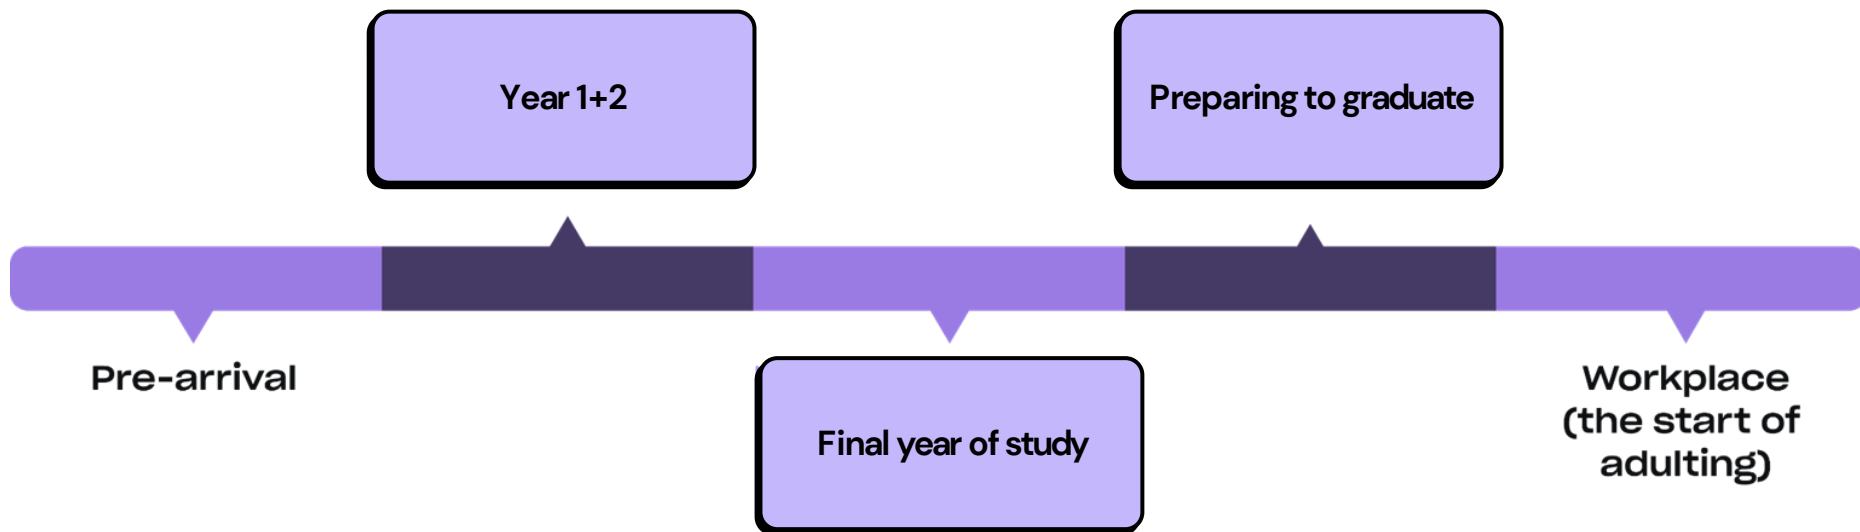 Year 1+2
Preparing to graduate
Pre-arrival
Final year of study
Workplace
(the start of
adulting)